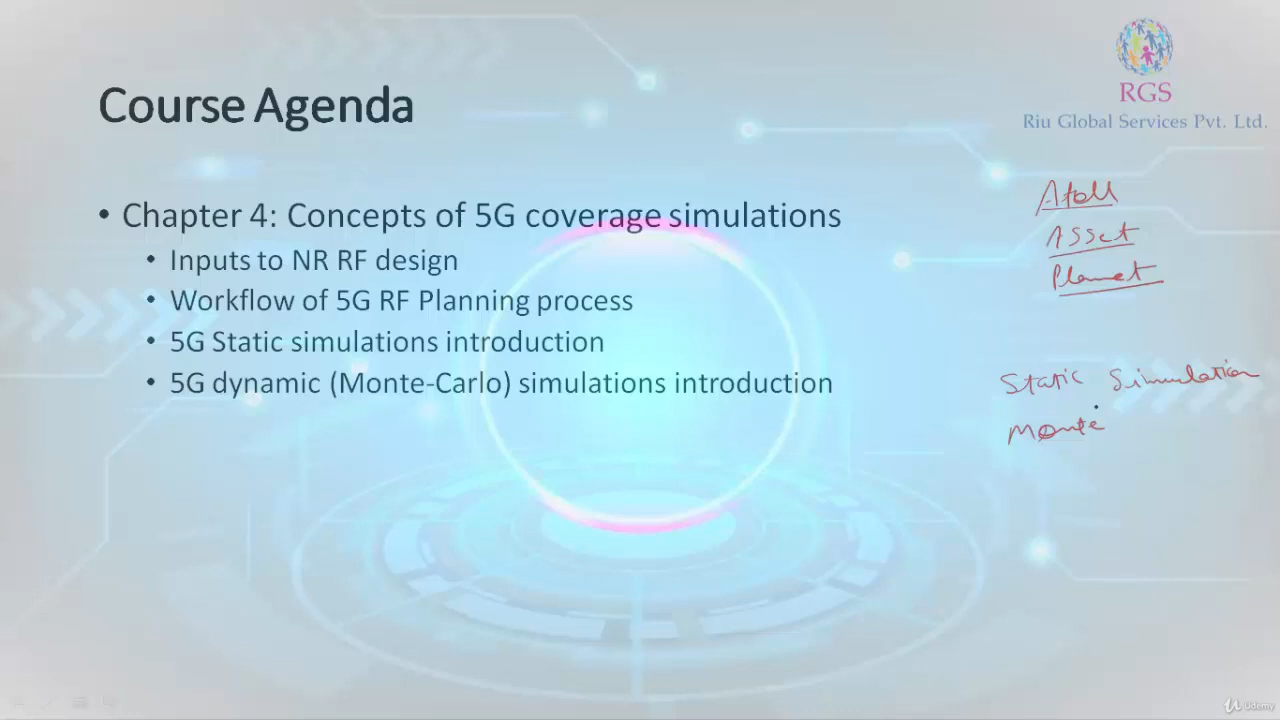 Course Agenda
RGS
Riu Global Services Pvt. Ltd.
• Chapter 4: Concepts of 5G coverage simulations
• Inputs to NR RF design
• Workflow of 5G RF Planning process
• 5G Static simulations introduction
• 5G dynamic (Monte-Carlo) simulations introduction
Atoll
ASSet
Planet
Static Simulation
Monte
Udemy